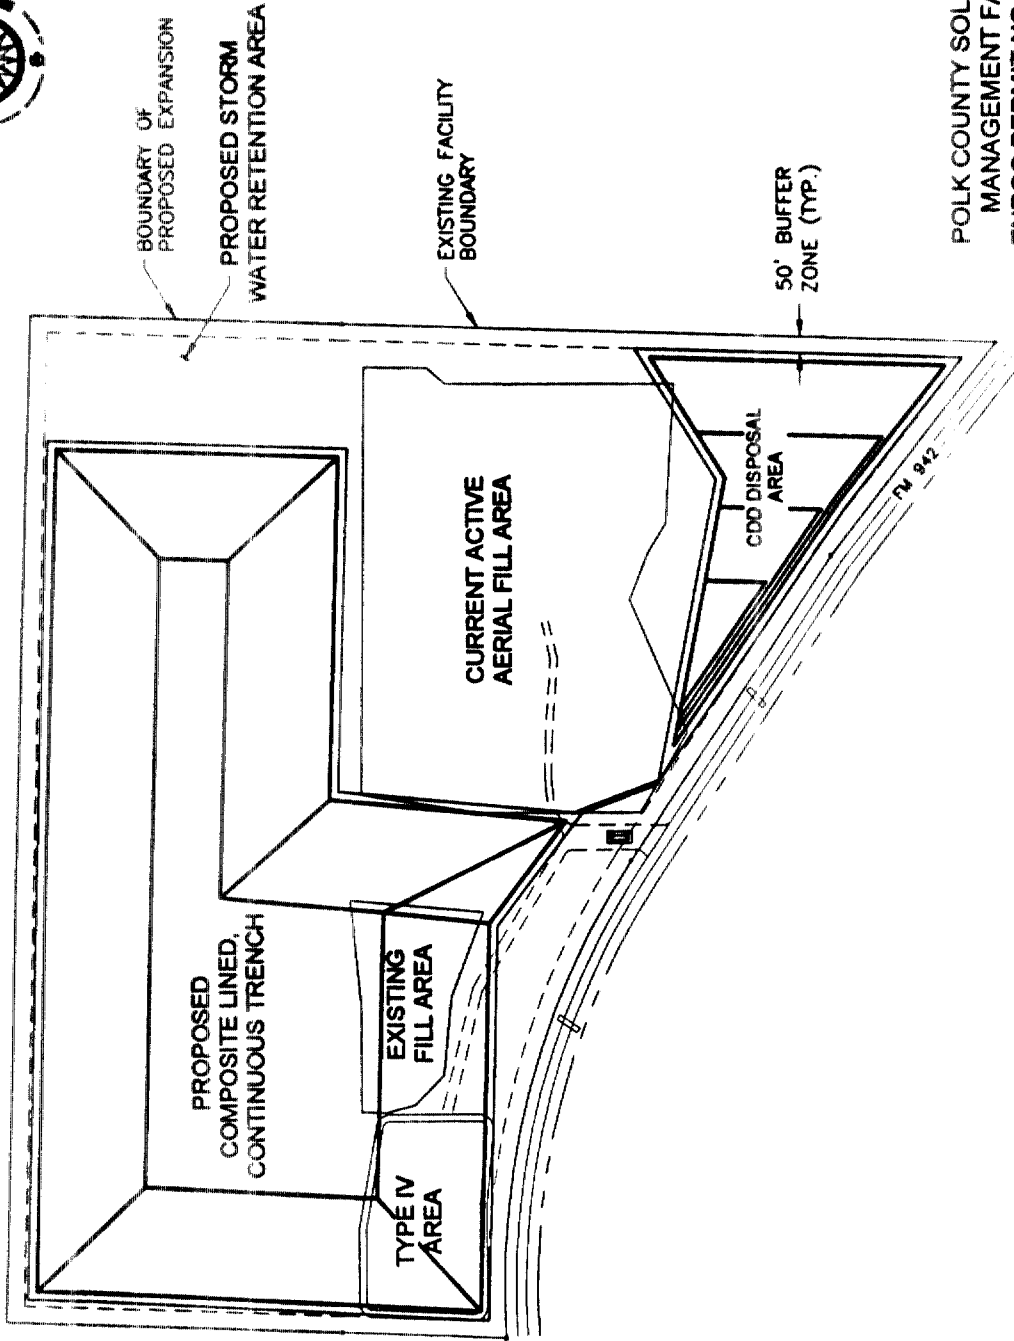 BOUNDARY OF
PROPOSED EXPANSION
PROPOSED STORM
WATER RETENTION AREA
EXISTING FACILITY
BOUNDARY
50' BUFFER
ZONE (TYP.)
PROPOSED
COMPOSITE LINED,
CONTINUOUS TRENCH
CURRENT ACTIVE
AERIAL FILL AREA
CDD DISPOSAL
AREA
FM 942
EXISTING
FILL AREA
TYPE IV
AREA
POLK COUNTY SOL
MANAGEMENT FA